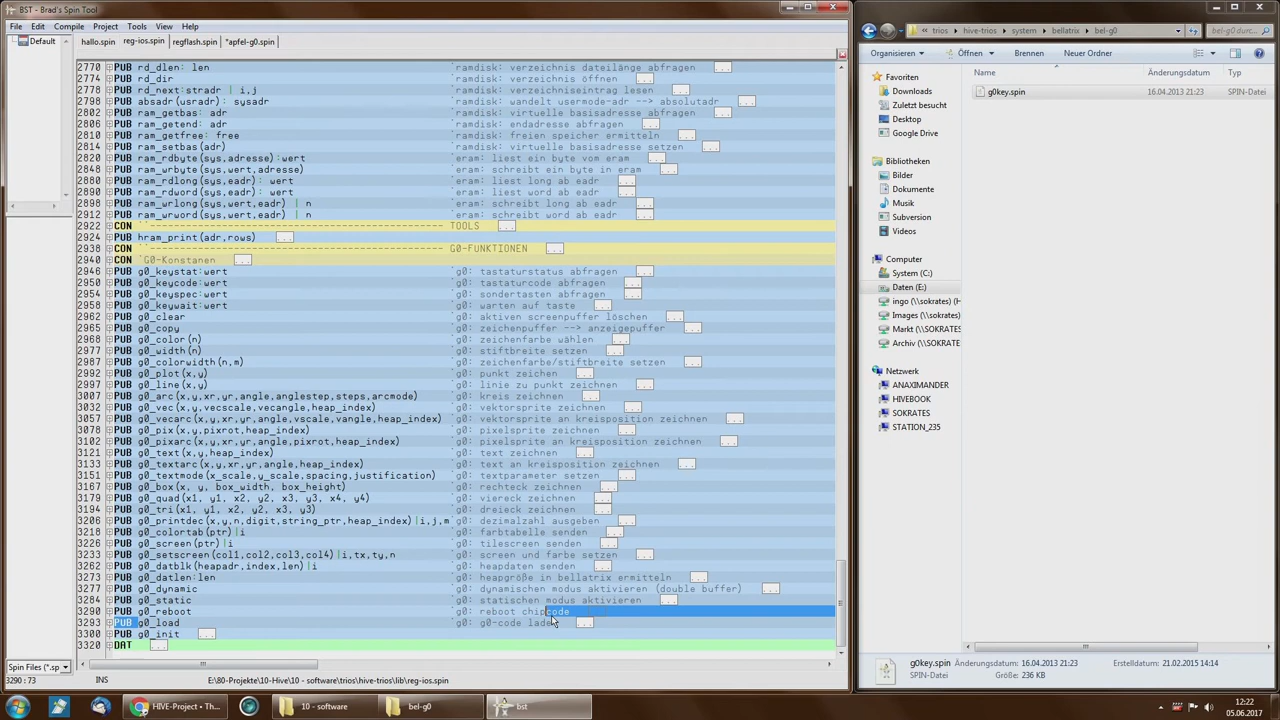 BST - Brad's Spin Tool
File Edit Compile Project Tools View Help
Default
hallo.spin reg-ios.spin regflash.spin *apfel-g0.spin
2770 PUB rd_dlen: len `ramdisk: verzeichnis dateilänge abfragen ...
2774 PUB rd_dir `ramdisk: verzeichnis öffnen ...
2778 PUB rd_next:stradr | i,j `ramdisk: verzeichniseintrag lesen ...
2798 PUB absadr(usradr): sysadr `ramdisk: wandelt usermode-adr --> absolutadr ...
2802 PUB ram_getbas: adr `ramdisk: virtuelle basisadresse abfragen ...
2810 PUB ram_getend: adr `ramdisk: endadresse abfragen ...
PUB ram_getfree: free `ramdisk: freien speicher ermitteln ...
2814 PUB ram_setbas(adr) `ramdisk: virtuelle basisadresse setzen ...
2820 PUB ram_rdbyte(sys,adresse):wert `eram: liest ein byte vom eram ...
2848 PUB ram_wrbyte(sys,wert,adresse) `eram: schreibt ein byte in eram ...
2880 PUB ram_rdlong(sys,eadr): wert `eram: liest long ab eadr ...
2890 PUB ram_rdword(sys,eadr): wert `eram: liest word ab eadr ...
2898 PUB ram_wrlong(sys,wert,eadr) | n `eram: schreibt long ab eadr ...
2912 PUB ram_wrword(sys,wert,eadr) | n `eram: schreibt word ab eadr ...
2922 CON ``--------------------------------------- TOOLS ...
2924 PUB hram_print(adr,rows) ...
2938 CON ``--------------------------------------- G0-FUNKTIONEN ...
2940 CON `G0-Konstanen ...
2946 PUB g0_keystat:wert `g0: tastaturstatus abfragen ...
2950 PUB g0_keycode:wert `g0: tastaturcode abfragen ...
2954 PUB g0_keyspec:wert `g0: sondertasten abfragen ...
2958 PUB g0_keywait:wert `g0: warten auf taste ...
2962 PUB g0_clear `g0: aktiven screenpuffer löschen ...
2965 PUB g0_copy `g0: zeichenpuffer --> anzeigepuffer ...
PUB g0_color(n) `g0: zeichenfarbe wählen ...
2977 PUB g0_width(n) `g0: stiftbreite setzen ...
2987 PUB g0_colorwidth(n,m) `g0: zeichenfarbe/stiftbreite setzen ...
2992 PUB g0_plot(x,y) `g0: punkt zeichen ...
2997 PUB g0_line(x,y) `g0: linie zu punkt zeichnen ...
3007 PUB g0_arc(x,y,xr,yr,angle,anglestep,steps,arcmode) `g0: kreis zeichnen ...
3032 PUB g0_vec(x,y,vecscale,vecangle,heap_index) `g0: vektorsprite zeichnen ...
3057 PUB g0_vecarc(x,y,xr,yr,angle,vscale,vangle,heap_index) `g0: vektorsprite an kreisposition zeichnen ...
3082 PUB g0_pix(x,y,pixrot,heap_index) `g0: pixelsprite zeichnen ...
3102 PUB g0_pixarc(x,y,xr,yr,angle,pixrot,heap_index) `g0: pixelsprite an kreisposition zeichnen ...
3121 PUB g0_text(x,y,heap_index) `g0: text zeichnen ...
3133 PUB g0_textarc(x,y,xr,yr,angle,heap_index) `g0: text an kreisposition zeichnen ...
3151 PUB g0_textmode(x_scale,y_scale,spacing,justification) `g0: textparameter setzen ...
PUB g0_box(x, y, box_width, box_height) `g0: rechteck zeichnen ...
3179 PUB g0_quad(x1, y1, x2, y2, x3, y3, x4, y4) `g0: viereck zeichnen ...
PUB g0_tri(x1, y1, x2, y2, x3, y3) `g0: dreieck zeichnen ...
3208 PUB g0_printdec(x,y,n,digit,string_ptr,heap_index)|i,j,m `g0: dezimalzahl ausgeben ...
PUB g0_colortab(ptr)|i `g0: farbtabelle senden ...
PUB g0_screen(ptr)|i `g0: tilescreen senden ...
3233 PUB g0_setscreen(col1,col2,col3,col4)|i,tx,ty,n `g0: screen und farbe setzen ...
PUB g0_datblk(heapadr,index,len)|i `g0: heapdaten senden ...
3273 PUB g0_datlen:len `g0: heapgröße in bellatrix ermitteln ...
3277 PUB g0_dynamic `g0: dynamischen modus aktivieren (double buffer) ...
3284 PUB g0_static `g0: statischen modus aktivieren ...
3290 PUB g0_reboot `g0: reboot chipcode
3293 PUB g0_load `g0: g0-code lade ...
3300 PUB g0_init ...
3320 DAT ...
Spin Files (*.sp
3290 : 73 INS E:\80-Projekte\10-Hive\10 - software\trios\hive-trios\lib\reg-ios.spin
trios hive-trios system bellatrix bel-g0 bel-g0 durc...
Organisieren Öffnen Brennen Neuer Ordner
Name Änderungsdatum Typ
g0key.spin 16.04.2013 21:23 SPIN-Datei
Favoriten
Downloads
Zuletzt besucht
Desktop
Google Drive
Bibliotheken
Bilder
Dokumente
Musik
Subversion
Videos
Computer
System (C:)
Daten (E:)
ingo (\\sokrates) (H
Images (\\sokrates)
Markt (\\SOKRATES
Archiv (\\SOKRATES
Netzwerk
ANAXIMANDER
HIVEBOOK
SOKRATES
STATION_235
g0key.spin Änderungsdatum: 16.04.2013 21:23 Erstelldatum: 21.02.2015 14:14
SPIN-Datei Größe: 236 KB
HIVE-Project • Th... 10 - software bel-g0 bst
12:22
05.06.2017